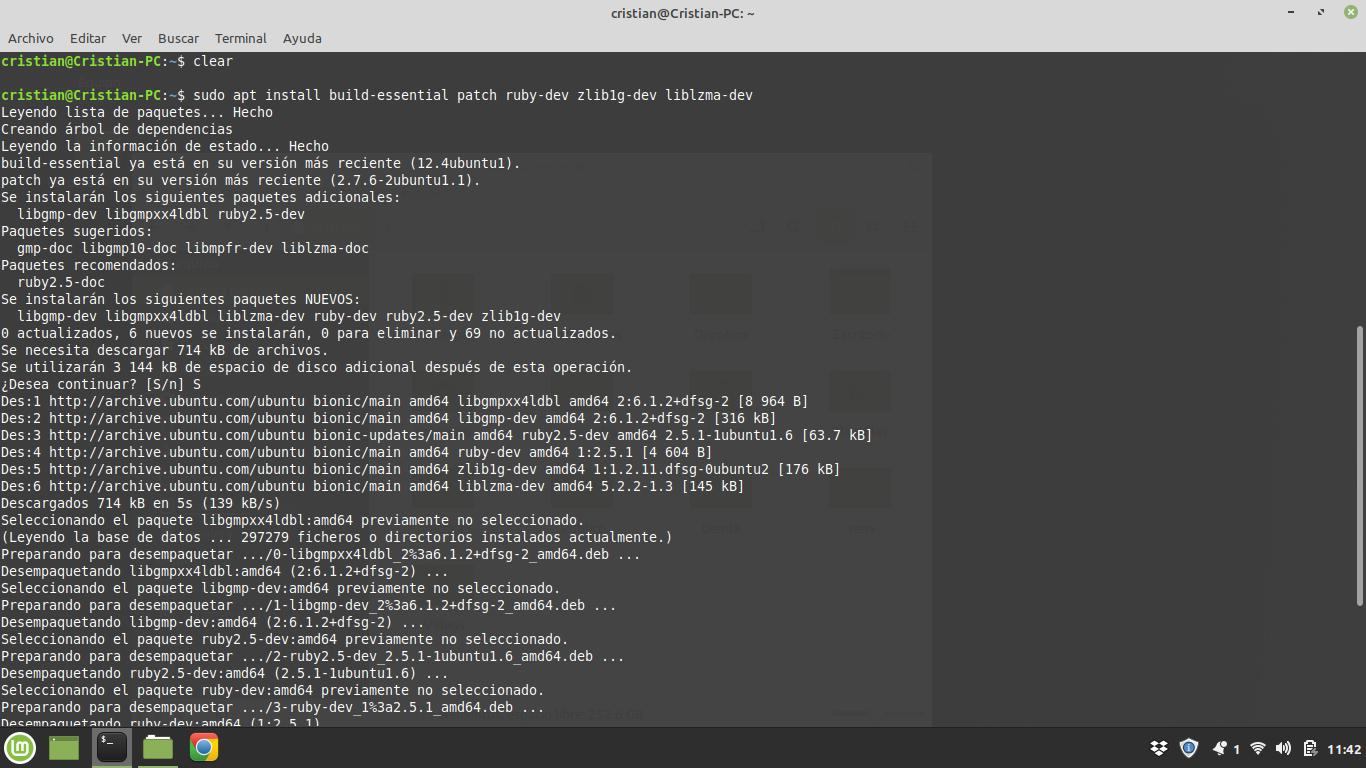 cristian@Cristian-PC: ~
Archivo Editar Ver Buscar Terminal Ayuda
cristian@Cristian-PC:~$ clear
cristian@Cristian-PC:~$ sudo apt install build-essential patch ruby-dev zlib1g-dev liblzma-dev
Leyendo lista de paquetes... Hecho
Creando árbol de dependencias
Leyendo la información de estado... Hecho
build-essential ya está en su versión más reciente (12.4ubuntu1).
patch ya está en su versión más reciente (2.7.6-2ubuntu1.1).
Se instalarán los siguientes paquetes adicionales:
libgmp-dev libgmpxx4ldbl ruby2.5-dev
Paquetes sugeridos:
gmp-doc libgmp10-doc libmpfr-dev liblzma-doc
Paquetes recomendados:
ruby2.5-doc
Se instalarán los siguientes paquetes NUEVOS:
libgmp-dev libgmpxx4ldbl liblzma-dev ruby-dev ruby2.5-dev zlib1g-dev
0 actualizados, 6 nuevos se instalarán, 0 para eliminar y 69 no actualizados.
Se necesita descargar 714 kB de archivos.
Se utilizarán 3 144 kB de espacio de disco adicional después de esta operación.
¿Desea continuar? [S/n] S
Des:1 http://archive.ubuntu.com/ubuntu bionic/main amd64 libgmpxx4ldbl amd64 2:6.1.2+dfsg-2 [8 964 B]
Des:2 http://archive.ubuntu.com/ubuntu bionic/main amd64 libgmp-dev amd64 2:6.1.2+dfsg-2 [316 kB]
Des:3 http://archive.ubuntu.com/ubuntu bionic-updates/main amd64 ruby2.5-dev amd64 2.5.1-1ubuntu1.6 [63.7 kB]
Des:4 http://archive.ubuntu.com/ubuntu bionic/main amd64 ruby-dev amd64 1:2.5.1 [4 604 B]
Des:5 http://archive.ubuntu.com/ubuntu bionic/main amd64 zlib1g-dev amd64 1:1.2.11.dfsg-0ubuntu2 [176 kB]
Des:6 http://archive.ubuntu.com/ubuntu bionic/main amd64 liblzma-dev amd64 5.2.2-1.3 [145 kB]
Descargados 714 kB en 5s (139 kB/s)
Seleccionando el paquete libgmpxx4ldbl:amd64 previamente no seleccionado.
(Leyendo la base de datos ... 297279 ficheros o directorios instalados actualmente.)
Preparando para desempaquetar .../0-libgmpxx4ldbl_2%3a6.1.2+dfsg-2_amd64.deb ...
Desempaquetando libgmpxx4ldbl:amd64 (2:6.1.2+dfsg-2) ...
Seleccionando el paquete libgmp-dev:amd64 previamente no seleccionado.
Preparando para desempaquetar .../1-libgmp-dev_2%3a6.1.2+dfsg-2_amd64.deb ...
Desempaquetando libgmp-dev:amd64 (2:6.1.2+dfsg-2) ...
Seleccionando el paquete ruby2.5-dev:amd64 previamente no seleccionado.
Preparando para desempaquetar .../2-ruby2.5-dev_2.5.1-1ubuntu1.6_amd64.deb ...
Desempaquetando ruby2.5-dev:amd64 (2.5.1-1ubuntu1.6) ...
Seleccionando el paquete ruby-dev:amd64 previamente no seleccionado.
Preparando para desempaquetar .../3-ruby-dev_1%3a2.5.1_amd64.deb ...
Desempaquetando ruby-dev:amd64 (1:2.5.1)
1 11:42